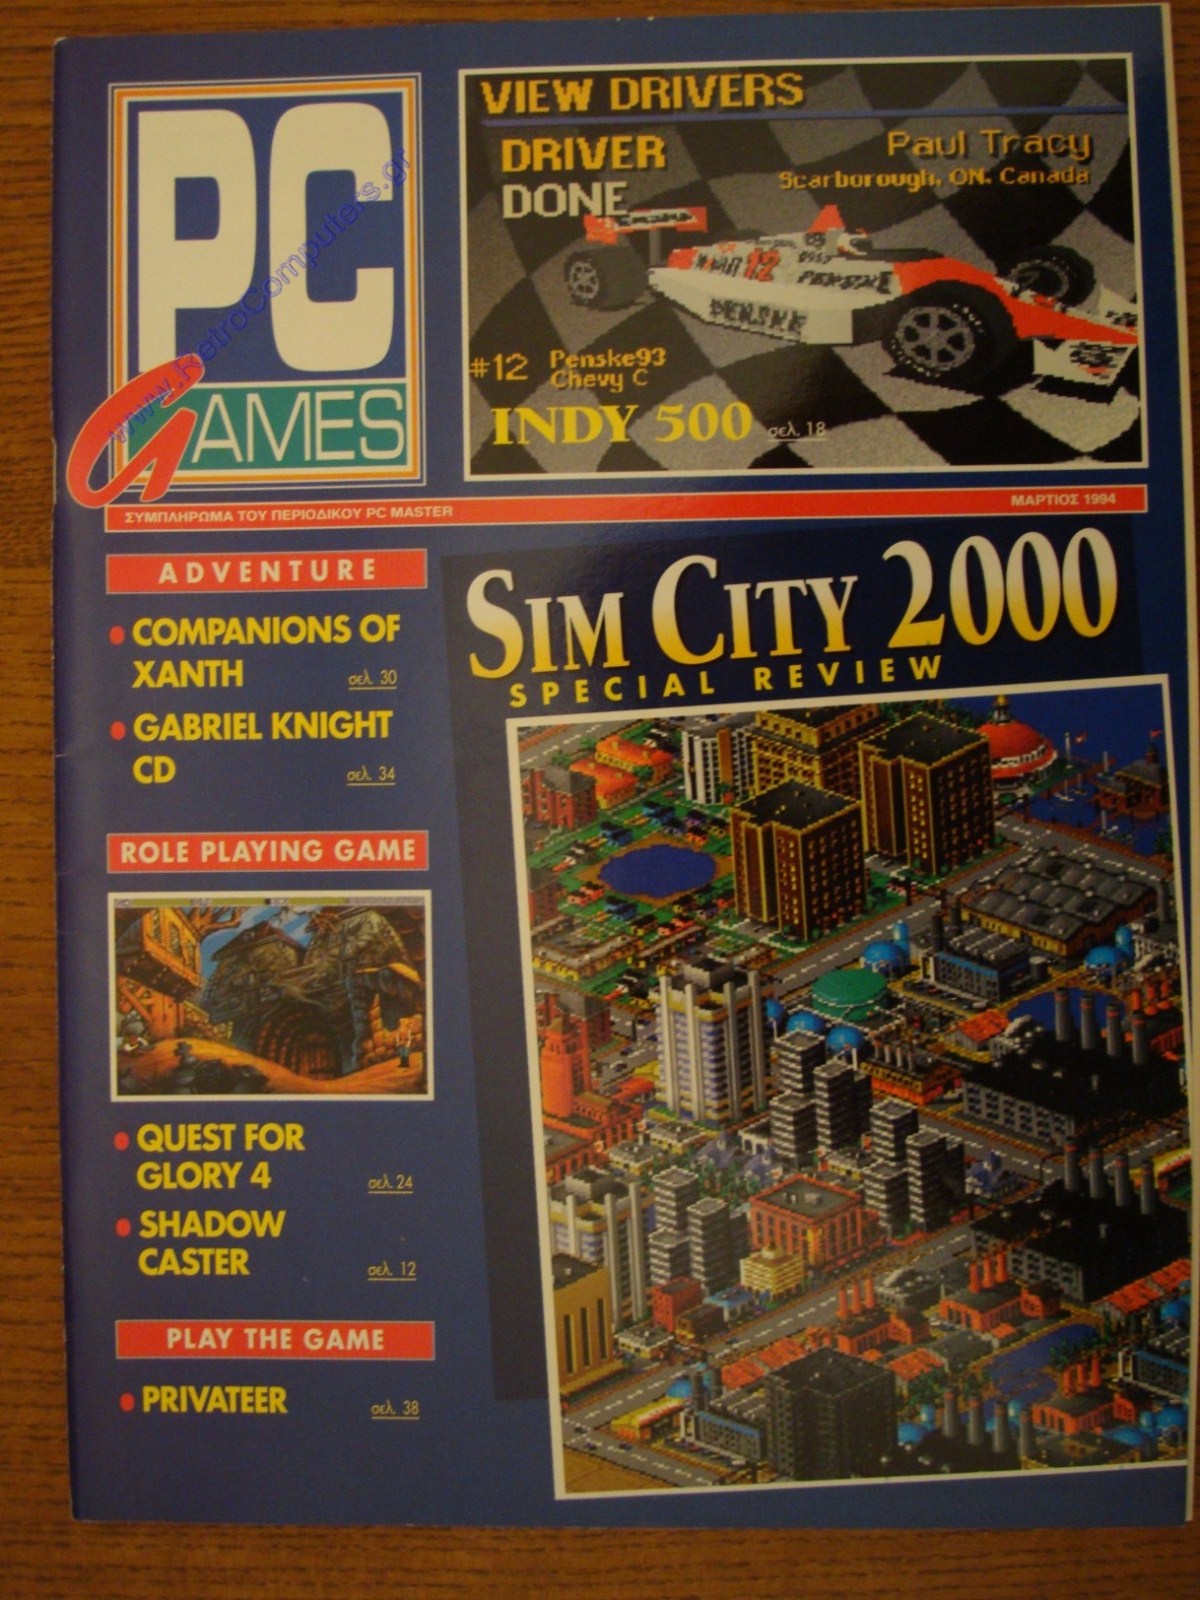 PC
GAMES
www.RetroComputers.gr
VIEW DRIVERS
DRIVER
DONE
Paul Tracy
Scarborough, ON. Canada
12
PENSKE
PENSKE
#12 Penske93
Chevy C
INDY 500 σελ. 18
ΣΥΜΠΛΗΡΩΜΑ ΤΟΥ ΠΕΡΙΟΔΙΚΟΥ PC MASTER
ΜΑΡΤΙΟΣ 1994
ADVENTURE
• COMPANIONS OF
XANTH σελ. 30
• GABRIEL KNIGHT
CD σελ. 34
ROLE PLAYING GAME
• QUEST FOR
GLORY 4 σελ. 24
• SHADOW
CASTER σελ. 12
PLAY THE GAME
• PRIVATEER σελ. 38
SIM CITY 2000
SPECIAL REVIEW